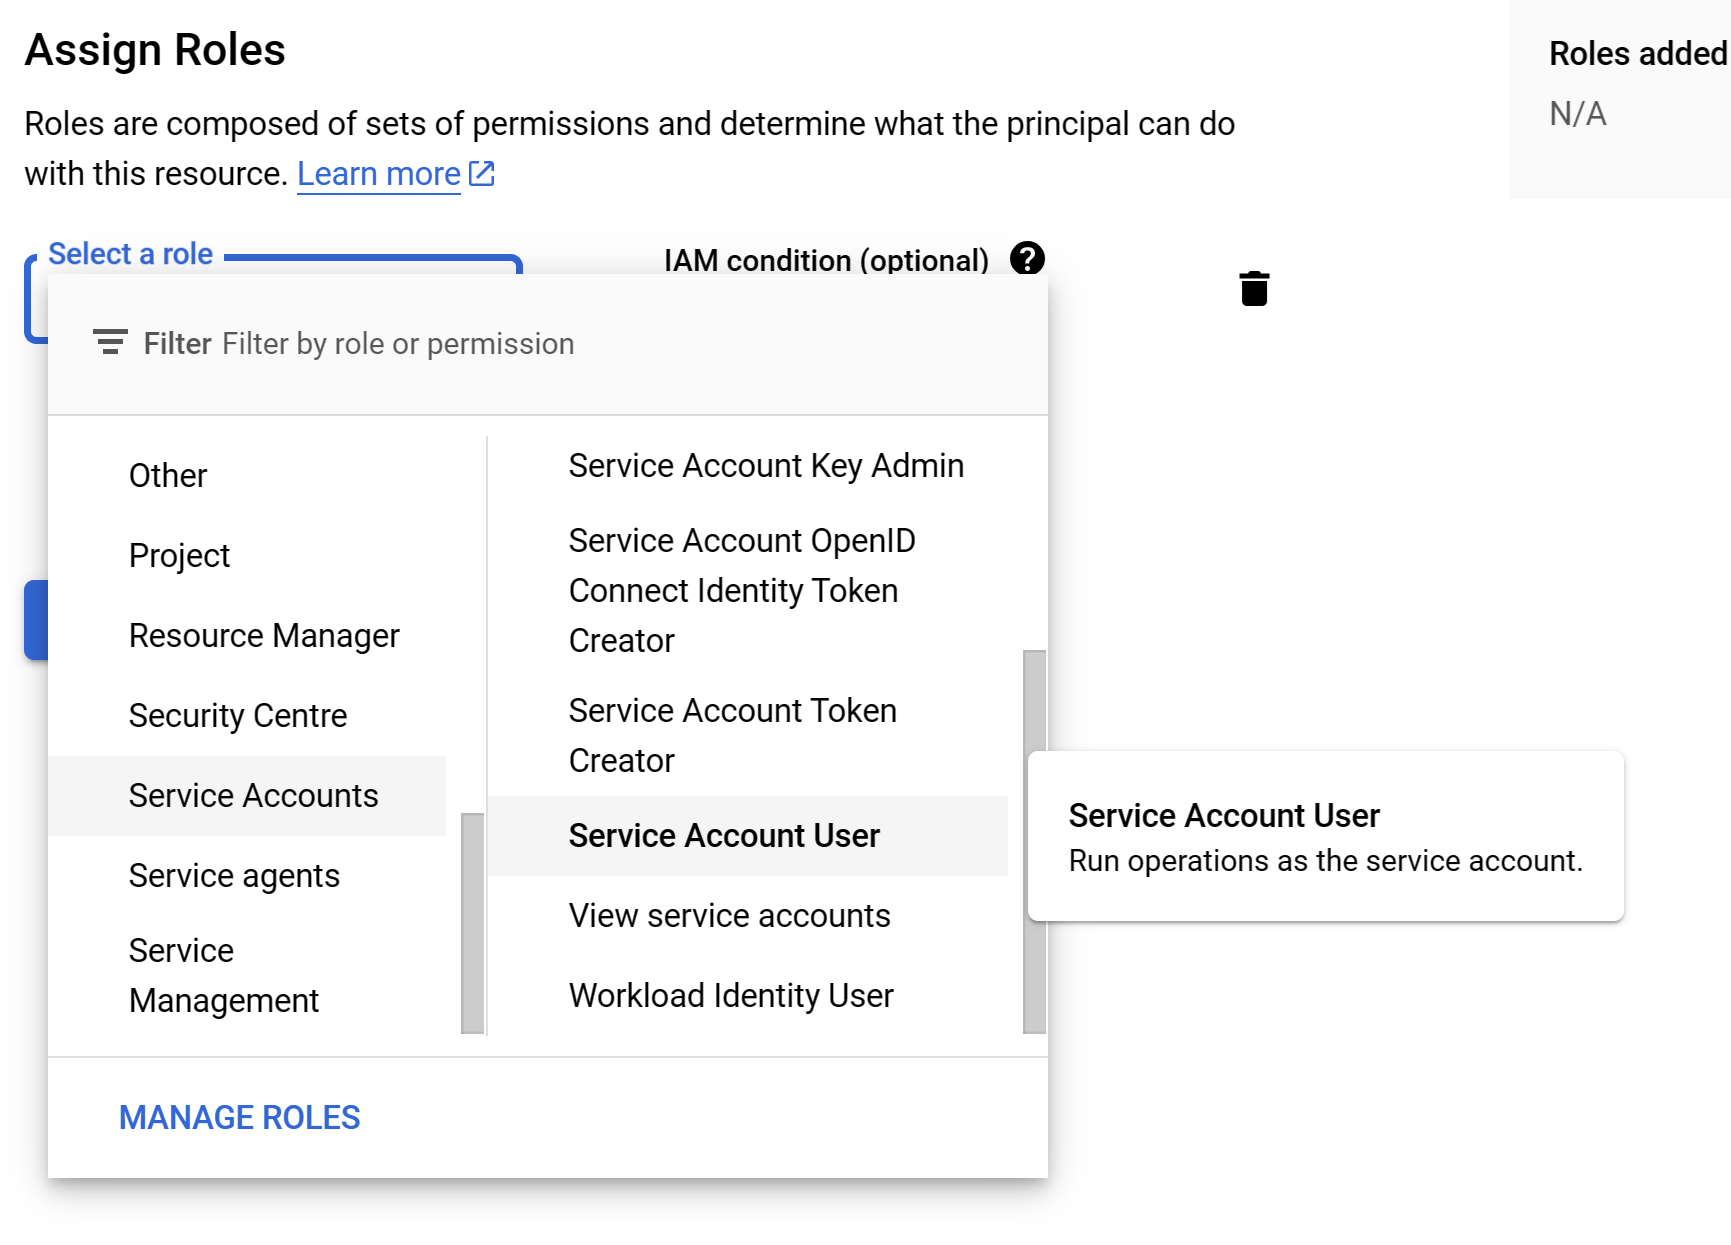 Assign Roles
Roles added
N/A
Roles are composed of sets of permissions and determine what the principal can do
with this resource. Learn more
Select a role
IAM condition (optional)
Filter Filter by role or permission
Other
Project
Resource Manager
Security Centre
Service Accounts
Service agents
Service
Management
Service Account Key Admin
Service Account OpenID
Connect Identity Token
Creator
Service Account Token
Creator
Service Account User
View service accounts
Workload Identity User
Service Account User
Run operations as the service account.
MANAGE ROLES